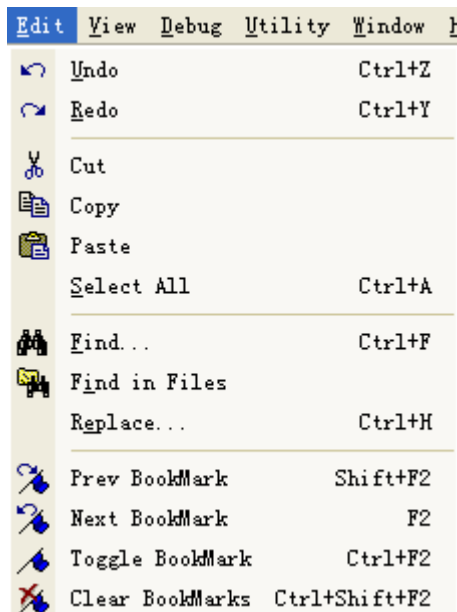 Edit View Debug Utility Window
Undo Ctrl+Z
Redo Ctrl+Y
Cut
Copy
Paste
Select All Ctrl+A
Find... Ctrl+F
Find in Files
Replace... Ctrl+H
Prev BookMark Shift+F2
Next BookMark F2
Toggle BookMark Ctrl+F2
Clear BookMarks Ctrl+Shift+F2